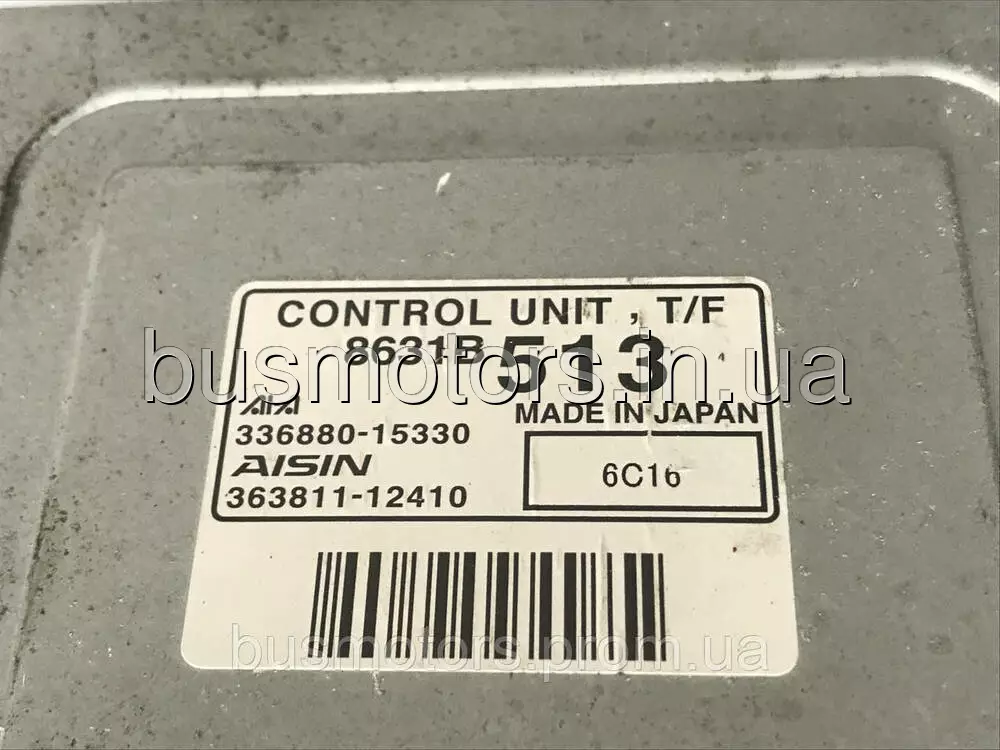 CONTROL UNIT , T/F
8631B 513
busmotors.in.ua
MADE IN JAPAN
336880-15330
AISIN
6C16
363811-12410
busmotors.prom.ua